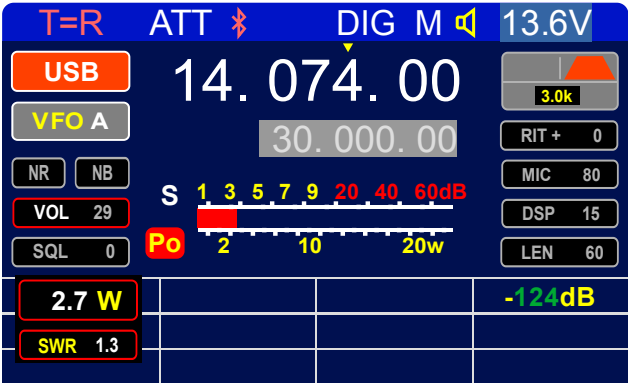 T=R ATT DIG M 13.6V
USB 14. 074. 00
3.0k
VFO A 30. 000. 00
RIT + 0
NR NB MIC 80
S 1 3 5 7 9 20 40 60dB
VOL 29 DSP 15
Po 2 10 20w
SQL 0 LEN 60
2.7 W -124dB
SWR 1.3